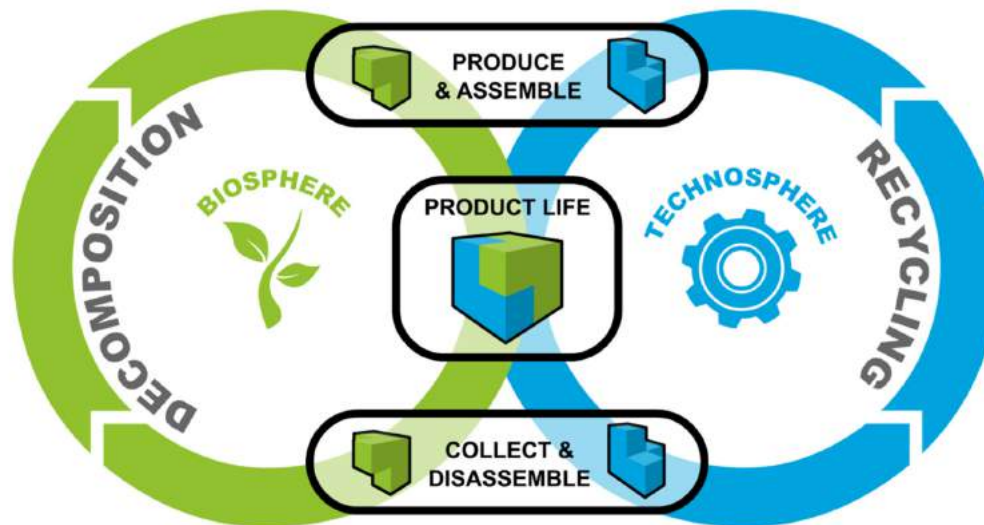 PRODUCE
& ASSEMBLE
DECOMPOSITION
BIOSPHERE
PRODUCT LIFE
TECHNOSPHERE
RECYCLING
COLLECT &
DISASSEMBLE